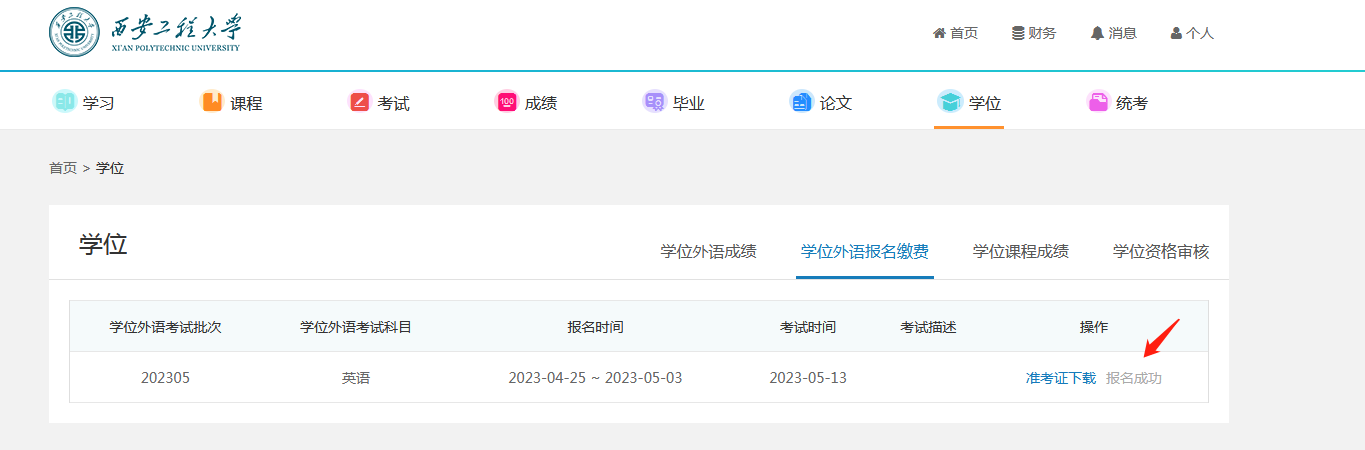 西安工程大学
XI'AN POLYTECHNIC UNIVERSITY
首页 财务 消息 个人
学习 课程 100 考试 成绩 毕业 论文 学位 统考
首页 > 学位
学位
学位外语成绩 学位外语报名缴费 学位课程成绩 学位资格审核
学位外语考试批次 学位外语考试科目 报名时间 考试时间 考试描述 操作
202305 英语 2023-04-25 ~ 2023-05-03 2023-05-13 准考证下载 报名成功